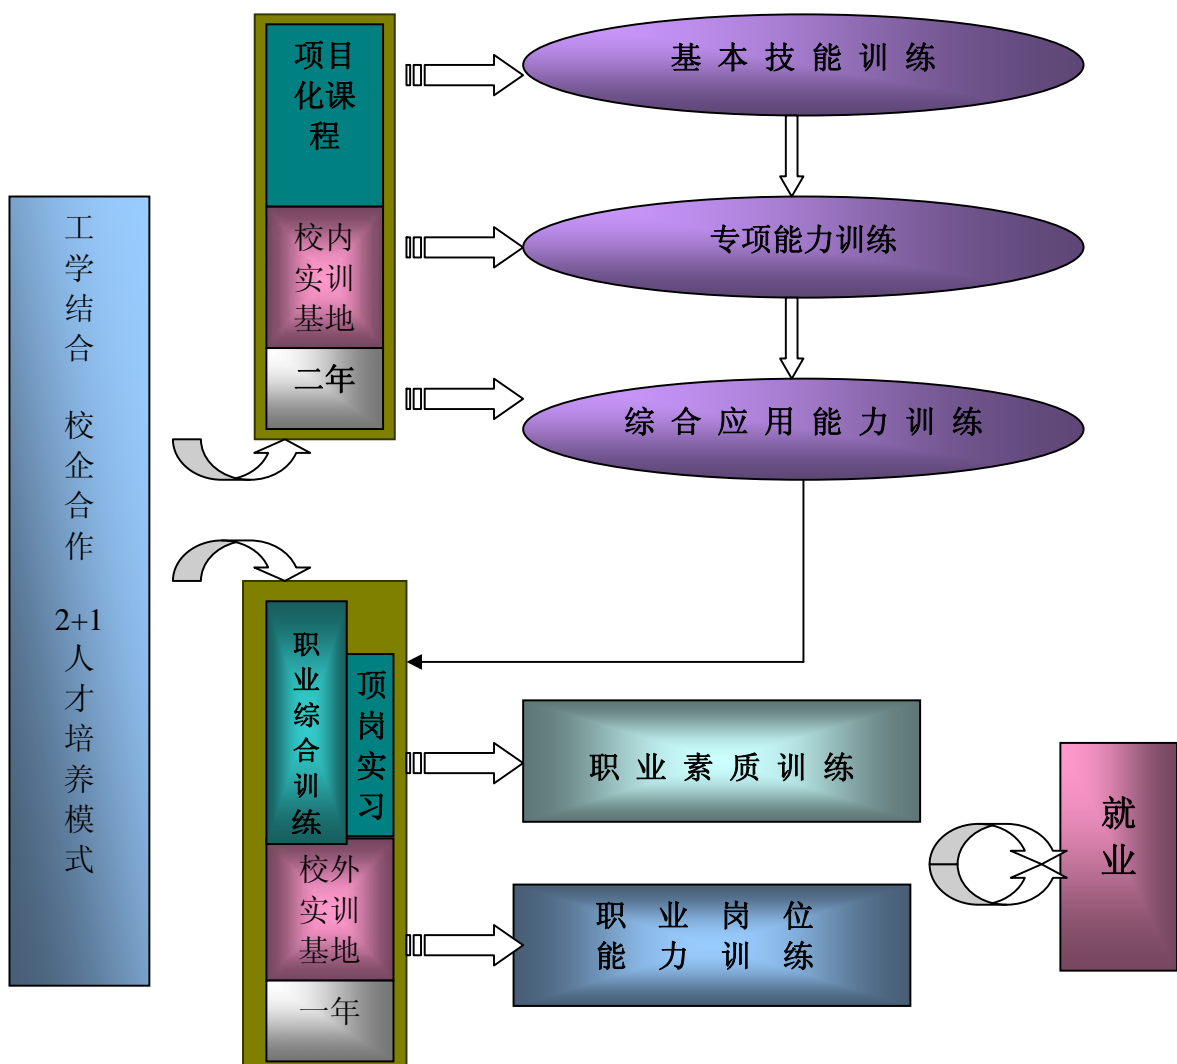 工
学
结
合
校
企
合
作
2+1
人
才
培
养
模
式
项目
化课
程
校内
实训
基地
二年
基本技能训练
专项能力训练
综合应用能力训练
职
业
综
合
训
练
顶
岗
实
习
校外
实训
基地
一年
职业素质训练
职业岗位
能力训练
就
业